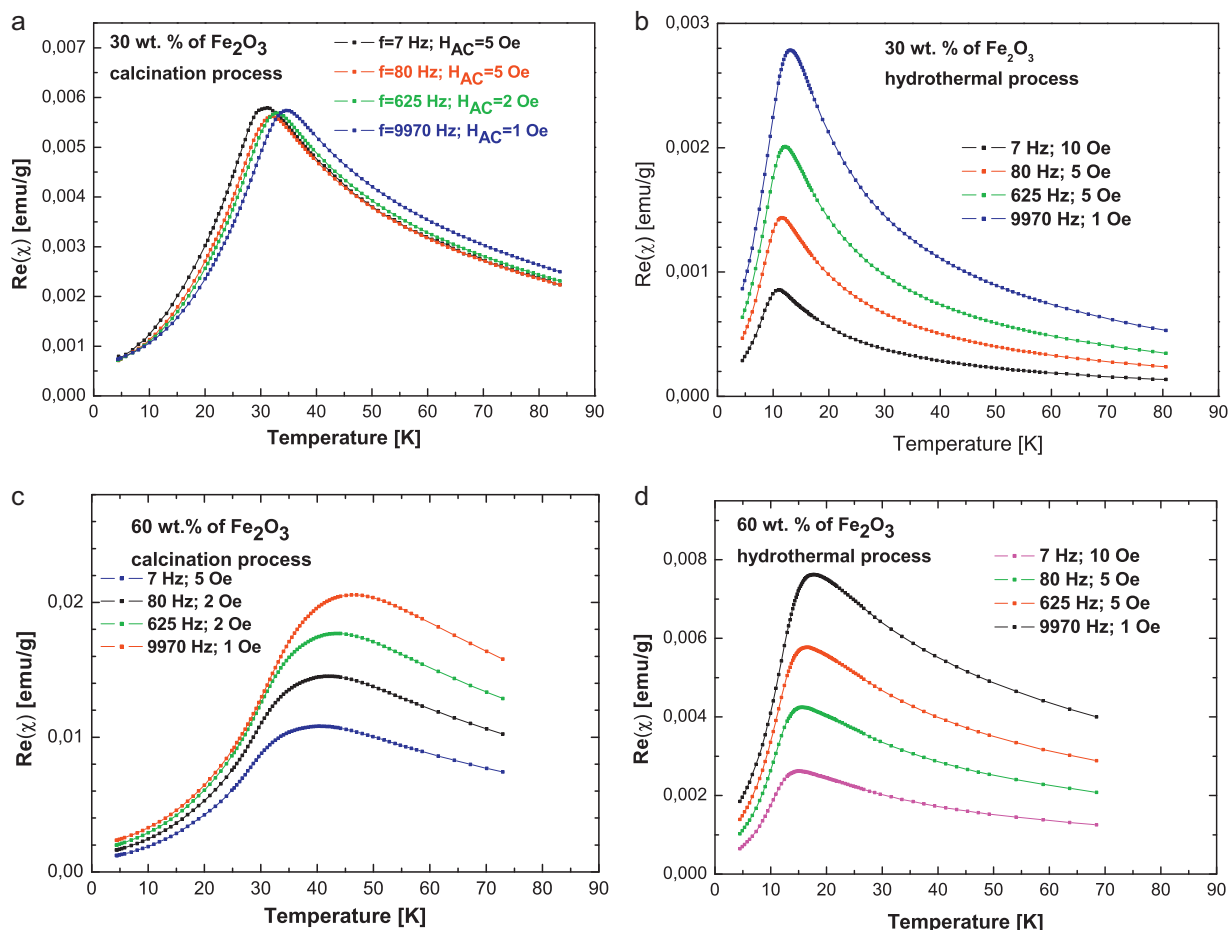 a
30 wt. % of Fe₂O₃
calcination process
f=7 Hz; H_AC=5 Oe
f=80 Hz; H_AC=5 Oe
f=625 Hz; H_AC=2 Oe
f=9970 Hz; H_AC=1 Oe
0,007
0,006
0,005
0,004
0,003
0,002
0,001
0,000
Re(χ) [emu/g]
0 10 20 30 40 50 60 70 80 90
Temperature [K]
b
30 wt. % of Fe₂O₃
hydrothermal process
7 Hz; 10 Oe
80 Hz; 5 Oe
625 Hz; 5 Oe
9970 Hz; 1 Oe
0,003
0,002
0,001
0,000
Re(χ) [emu/g]
0 10 20 30 40 50 60 70 80 90
Temperature [K]
c
60 wt.% of Fe₂O₃
calcination process
7 Hz; 5 Oe
80 Hz; 2 Oe
625 Hz; 2 Oe
9970 Hz; 1 Oe
0,02
0,01
0,00
Re(χ) [emu/g]
0 10 20 30 40 50 60 70 80 90
Temperature [K]
d
60 wt. % of Fe₂O₃
hydrothermal process
7 Hz; 10 Oe
80 Hz; 5 Oe
625 Hz; 5 Oe
9970 Hz; 1 Oe
0,008
0,006
0,004
0,002
0,000
Re(χ) [emu/g]
0 10 20 30 40 50 60 70 80 90
Temperature [K]